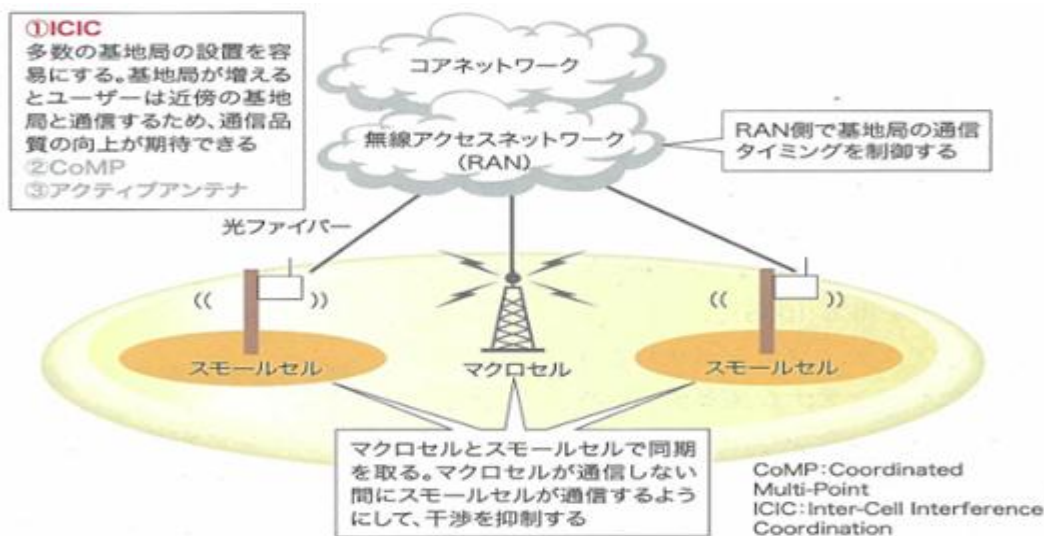 ①ICIC
多数の基地局の設置を容
易にする。基地局が増える
とユーザーは近傍の基地
局と通信するため、通信品
質の向上が期待できる
②CoMP
③アクティブアンテナ
コアネットワーク
無線アクセスネットワーク
(RAN)
RAN側で基地局の通信
タイミングを制御する
光ファイバー
スモールセル
マクロセル
スモールセル
マクロセルとスモールセルで同期
を取る。マクロセルが通信しない
間にスモールセルが通信するよう
にして、干渉を抑制する
CoMP:Coordinated
Multi-Point
ICIC:Inter-Cell Interference
Coordination